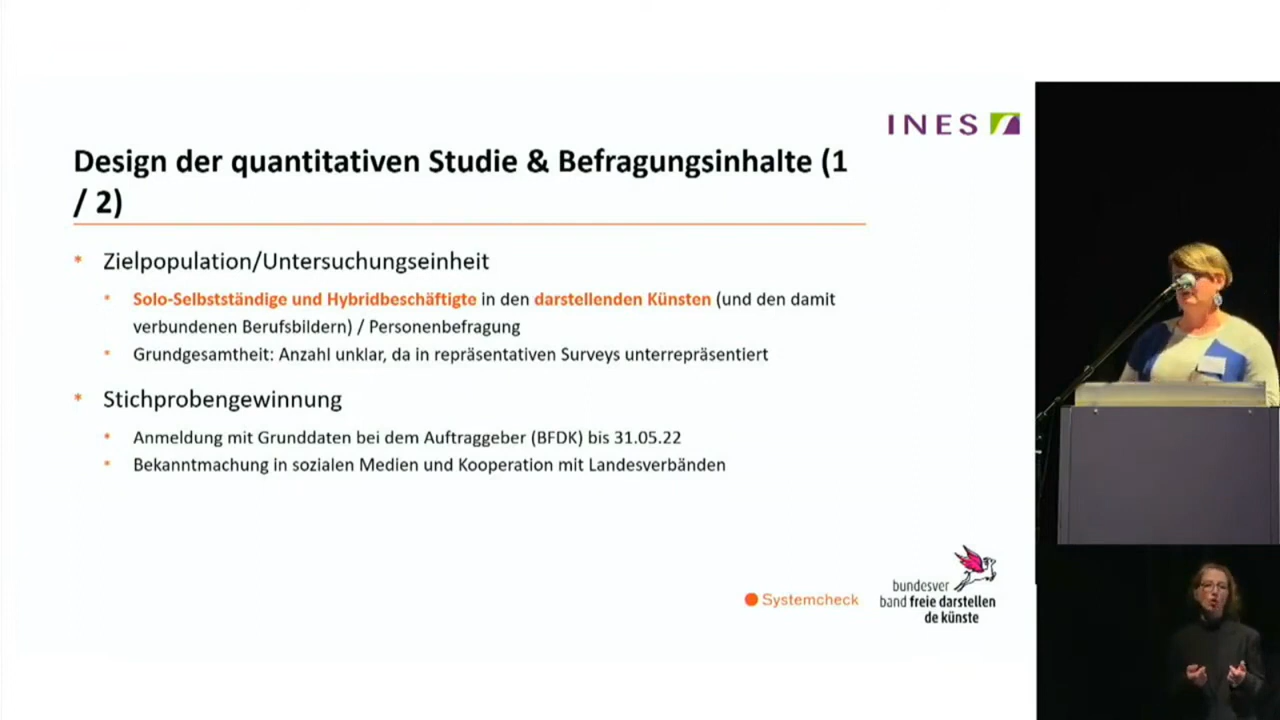 INES
Design der quantitativen Studie & Befragungsinhalte (1
/ 2)
* Zielpopulation/Untersuchungseinheit
* Solo-Selbstständige und Hybridbeschäftigte in den darstellenden Künsten (und den damit
verbundenen Berufsbildern) / Personenbefragung
* Grundgesamtheit: Anzahl unklar, da in repräsentativen Surveys unterrepräsentiert
* Stichprobengewinnung
* Anmeldung mit Grunddaten bei dem Auftraggeber (BFDK) bis 31.05.22
* Bekanntmachung in sozialen Medien und Kooperation mit Landesverbänden
Systemcheck
bundesver
band freie darstellen
de künste